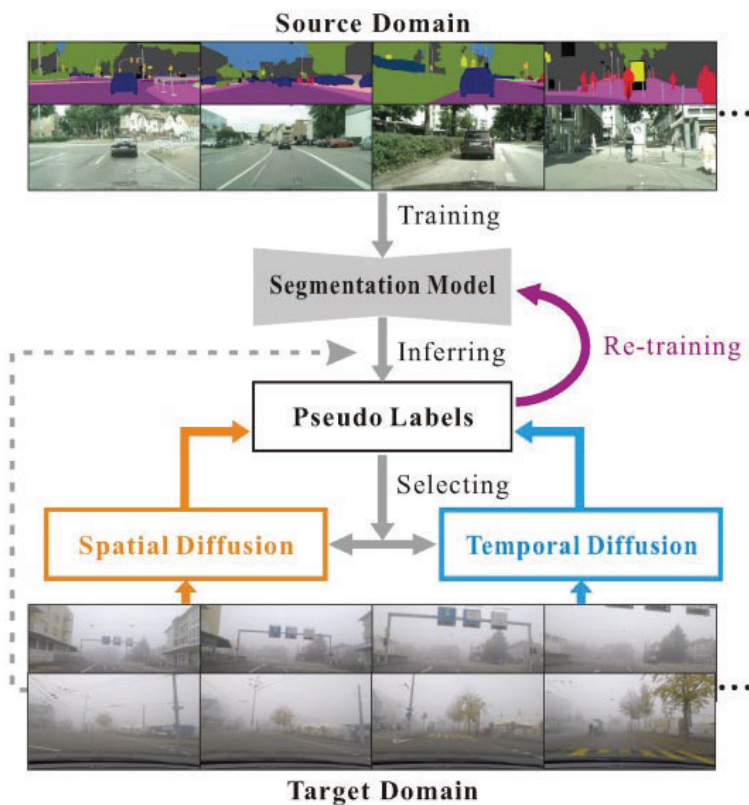 Source Domain
Training
Segmentation Model
Inferring
Re-training
Pseudo Labels
Selecting
Spatial Diffusion
Temporal Diffusion
Target Domain